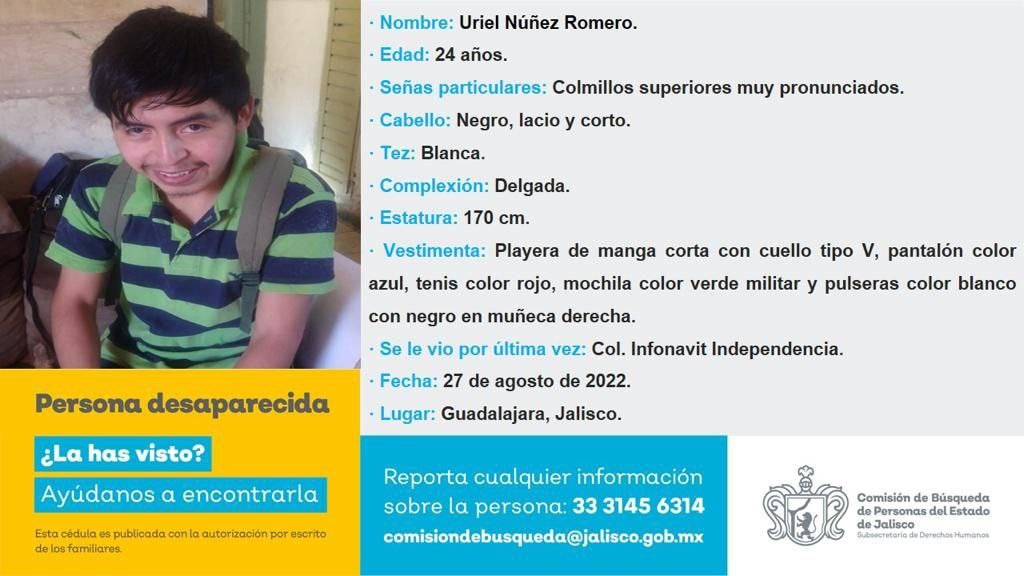 · Nombre: Uriel Núñez Romero.
· Edad: 24 años.
· Señas particulares: Colmillos superiores muy pronunciados.
· Cabello: Negro, lacio y corto.
· Tez: Blanca.
· Complexión: Delgada.
· Estatura: 170 cm.
· Vestimenta: Playera de manga corta con cuello tipo V, pantalón color
azul, tenis color rojo, mochila color verde militar y pulseras color blanco
con negro en muñeca derecha.
· Se le vio por última vez: Col. Infonavit Independencia.
· Fecha: 27 de agosto de 2022.
· Lugar: Guadalajara, Jalisco.
Persona desaparecida
¿La has visto?
Ayúdanos a encontrarla
Esta cédula es publicada con la autorización por escrito
de los familiares.
Reporta cualquier información
sobre la persona: 33 3145 6314
comisiondebusqueda@jalisco.gob.mx
Comisión de Búsqueda
de Personas del Estado
de Jalisco
Subsecretaría de Derechos Humanos